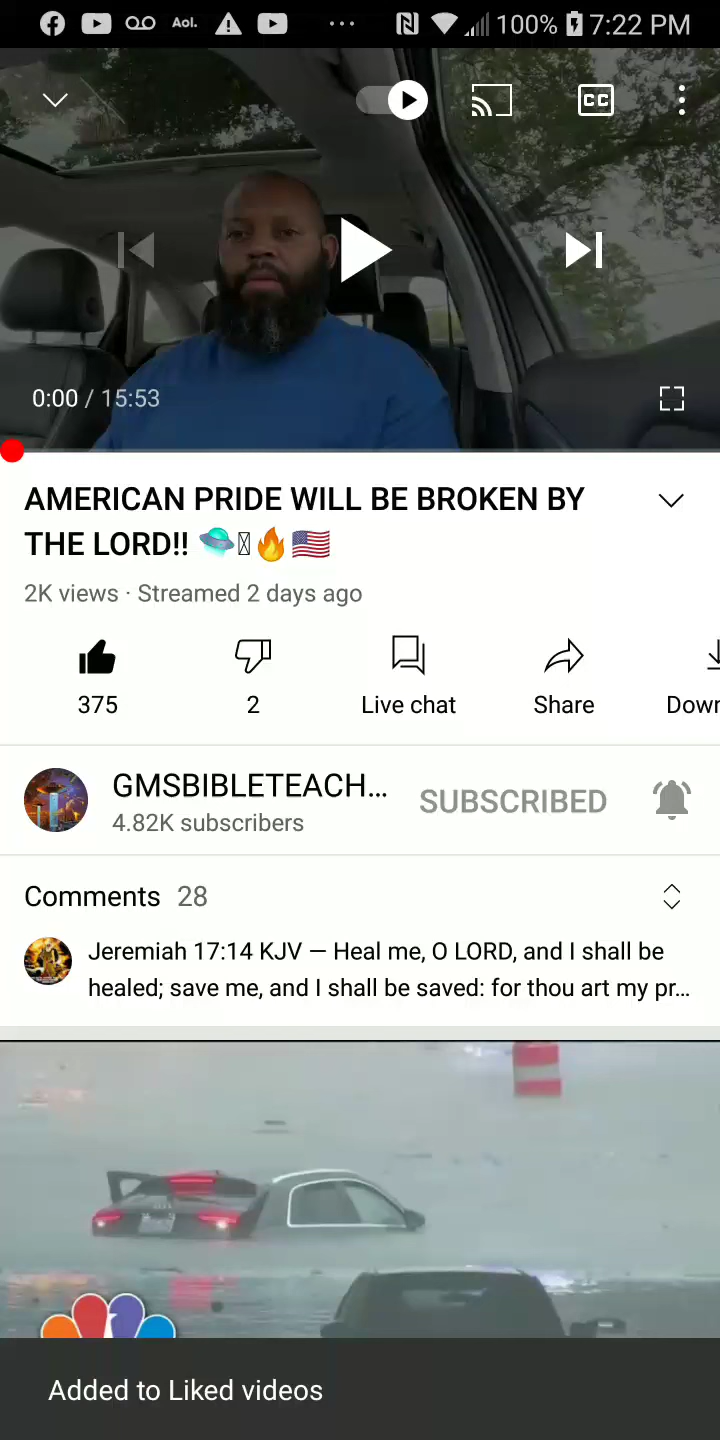 Aol. 100% 7:22 PM
CC
0:00 / 15:53
AMERICAN PRIDE WILL BE BROKEN BY
THE LORD!! 🛸▯🔥🇺🇸
2K views · Streamed 2 days ago
375 2 Live chat Share Down
GMSBIBLETEACH... SUBSCRIBED
4.82K subscribers
Comments 28
Jeremiah 17:14 KJV — Heal me, O LORD, and I shall be
healed; save me, and I shall be saved: for thou art my pr...
Added to Liked videos